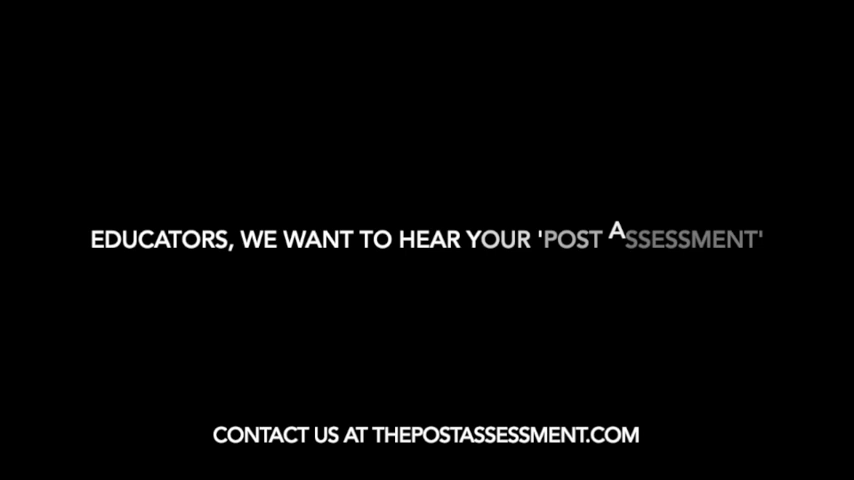 EDUCATORS, WE WANT TO HEAR YOUR 'POST ASSESSMENT'
CONTACT US AT THEPOSTASSESSMENT.COM